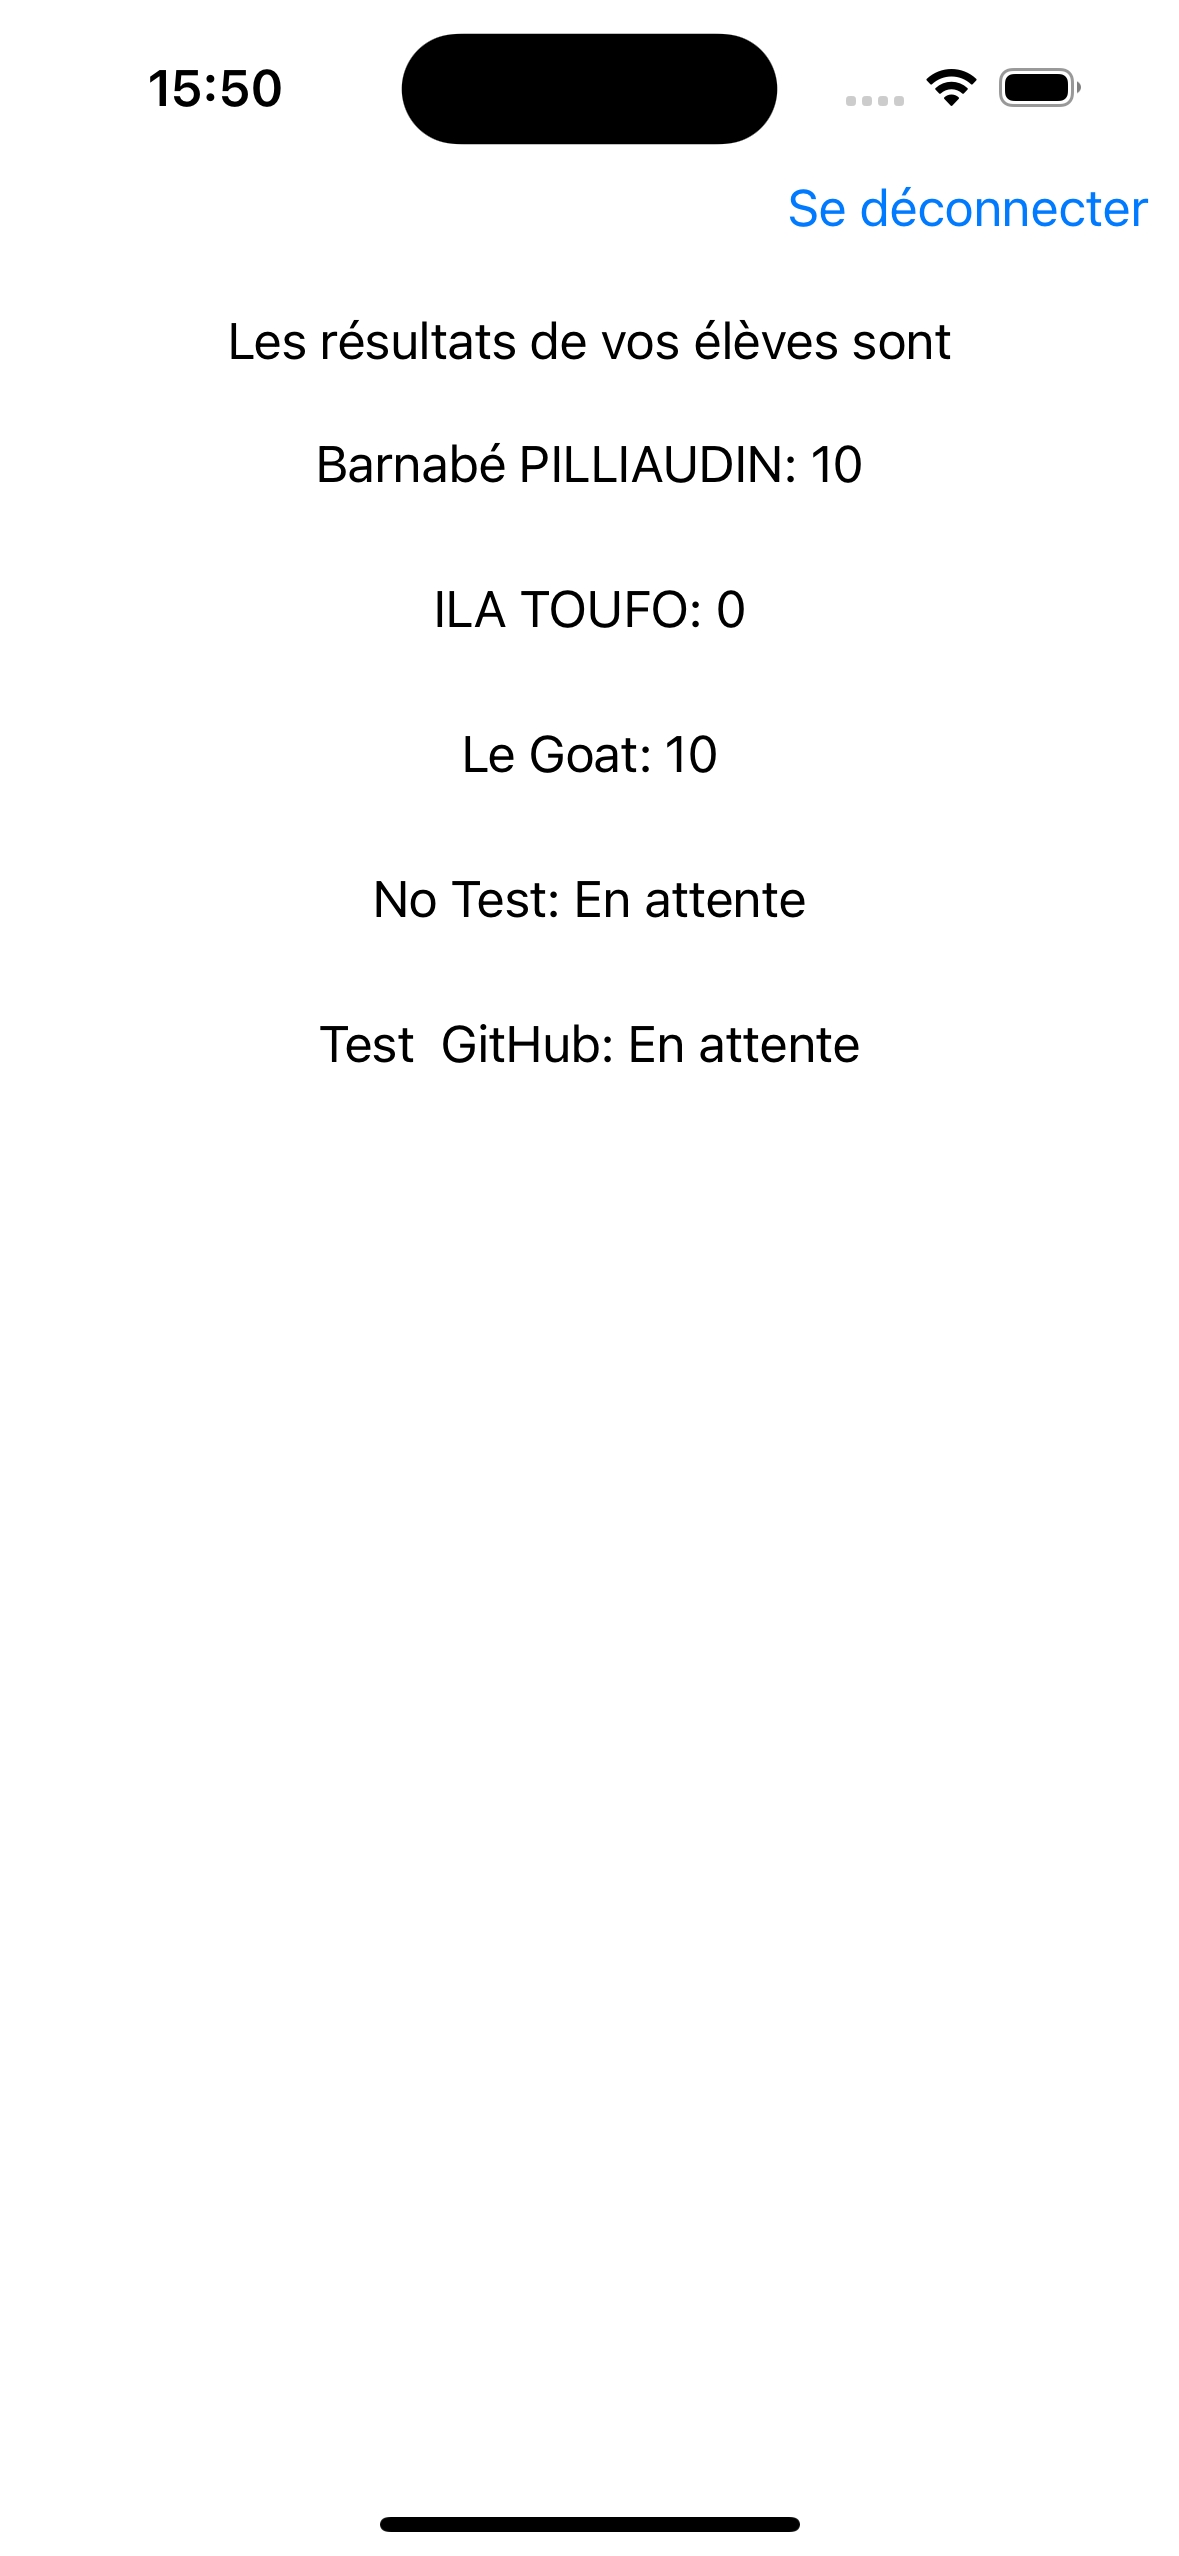 15:50
Se déconnecter
Les résultats de vos élèves sont
Barnabé PILLIAUDIN: 10
ILA TOUFO: 0
Le Goat: 10
No Test: En attente
Test  GitHub: En attente